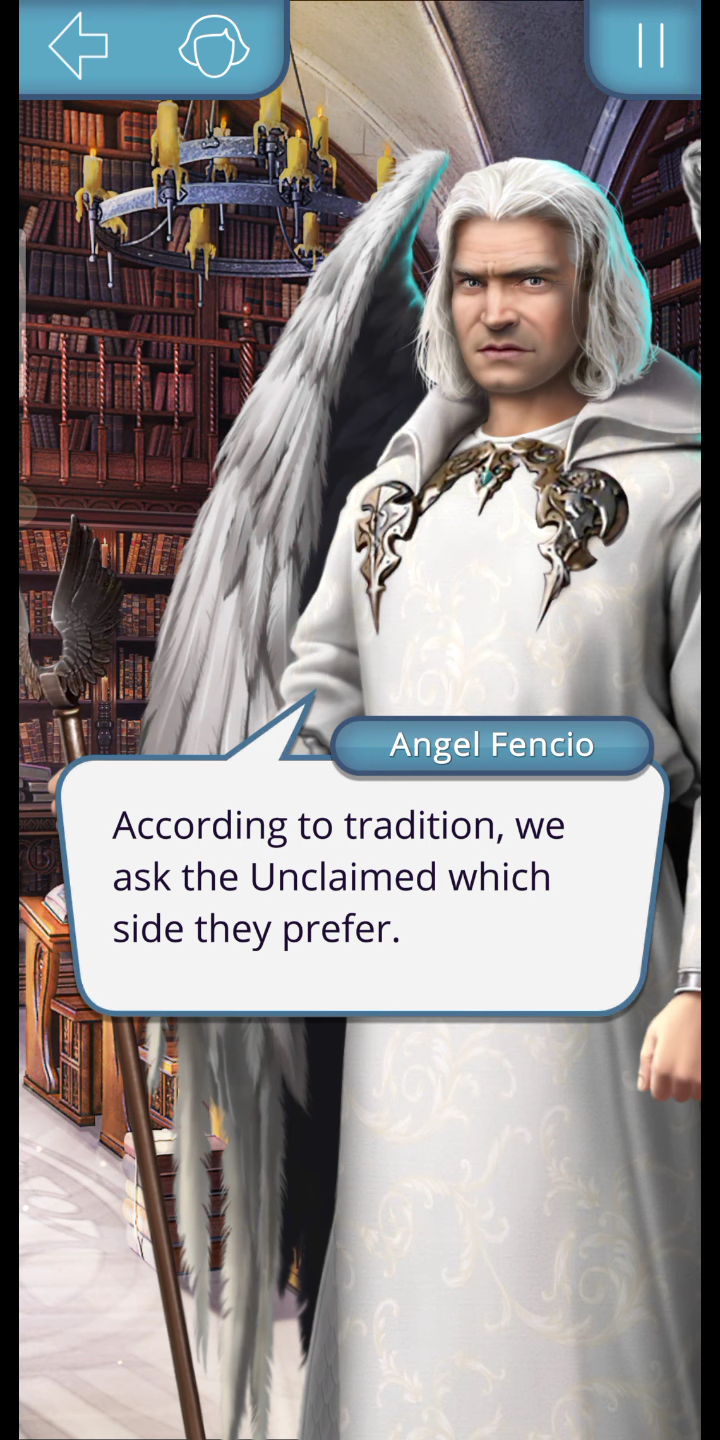 Angel Fencio
According to tradition, we
ask the Unclaimed which
side they prefer.